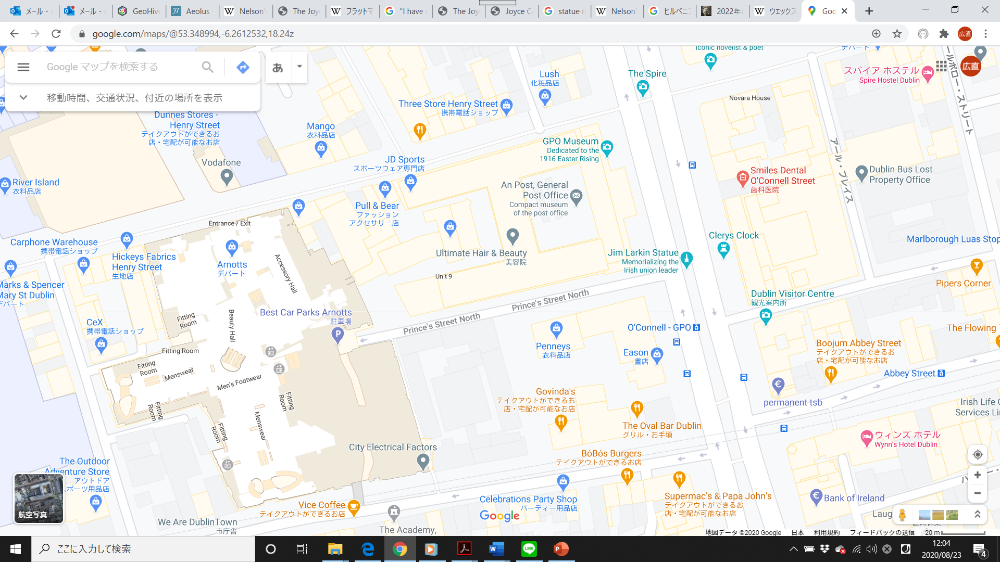 メール -
メール -
GeoHive
Aeolus
Nelson's
The Joy
フラットマ
"I have
The Joy
Joyce C
statue
Nelson'
ヒルベニ
2022年
ウェックス
Goo
google.com/maps/@53.348994,-6.2612532,18.24z
広直
Google マップを検索する
あ
移動時間、交通状況、付近の場所を表示
広直
Iconic novelist & poet
デパート
スパイア ホステル
Spire Hostel Dublin
ールボロー・ストリート
The Spire
Lush
化粧品店
Novara House
Three Store Henry Street
携帯電話ショップ
Dunnes Stores -
Henry Street
テイクアウトができるお
店・宅配が可能なお店
Mango
衣料品店
GPO Museum
Dedicated to the
1916 Easter Rising
アール・プレイス
Vodafone
JD Sports
スポーツウェア専門店
Smiles Dental
O'Connell Street
歯科医院
Dublin Bus Lost
Property Office
River Island
衣料品店
An Post, General
Post Office
Compact museum
of the post office
Pull & Bear
ファッション
アクセサリー店
Entrance / Exit
Clerys Clock
Marlborough Luas Stop
Carphone Warehouse
携帯電話ショップ
Hickeys Fabrics
Henry Street
生地店
Arnotts
デパート
Accessory Hall
Ultimate Hair & Beauty
美容院
Jim Larkin Statue
Memorializing the
Irish union leader
Unit 9
Marks & Spencer
Mary St Dublin
デパート
Pipers Corner
Prince's Street North
Prince's Street North
Dublin Visitor Centre
観光案内所
Best Car Parks Arnotts
駐車場
P
Fitting
Room
Beauty Hall
CeX
携帯電話ショップ
O'Connell - GPO
The Flowing T
Penneys
衣料品店
Eason
書店
Boojum Abbey Street
テイクアウトができるお
店・宅配が可能なお店
Abbey Street
Fitting Room
Fitting
Room
Menswear
Men's Footwear
Fitting
Room
Fitting
Room
Menswear
Fitting
Room
Govinda's
テイクアウトができるお
店・宅配が可能なお店
permanent tsb
Irish Life C
Services Li
The Oval Bar Dublin
グリル・お手頃
ウィンズ ホテル
Wynn's Hotel Dublin
City Electrical Factors
BóBós Burgers
テイクアウトができるお店
The Outdoor
Adventure Store
アウトドア
スポーツ用品店
航空写真
Celebrations Party Shop
パーティー用品店
Supermac's & Papa John's
テイクアウトができるお
店・宅配が可能なお店
Bank of Ireland
Vice Coffee
テイクアウトができるお店
Google
We Are DublinTown
市庁舎
The Academy,
Laug
臨時休業
地図データ ©2020 Google
日本
利用規約
フィードバックの送信
20 m
ここに入力して検索
LINE
12:04
2020/08/23
4